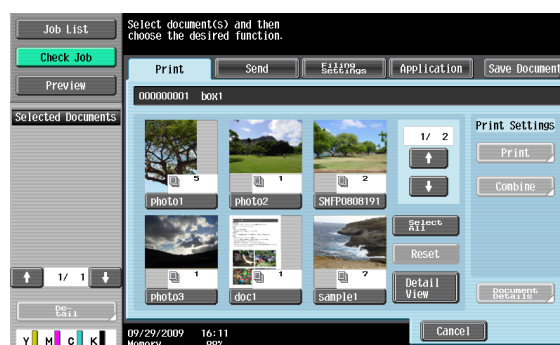 Job List
Check Job
Preview
Selected Documents
1/ 1
De-
tail
Y M C K
Select document(s) and then
choose the desired function.
Print
Send
Filing
Settings
Application
Save Document
000000001 box1
5
photo1
1
photo2
2
SMFP0808191
photo3
1
doc1
1
sample1
7
1/ 2
Select
All
Reset
Detail
View
Print Settings
Print
Combine
Document
Details
Cancel
09/29/2009 16:11
Memory 99%